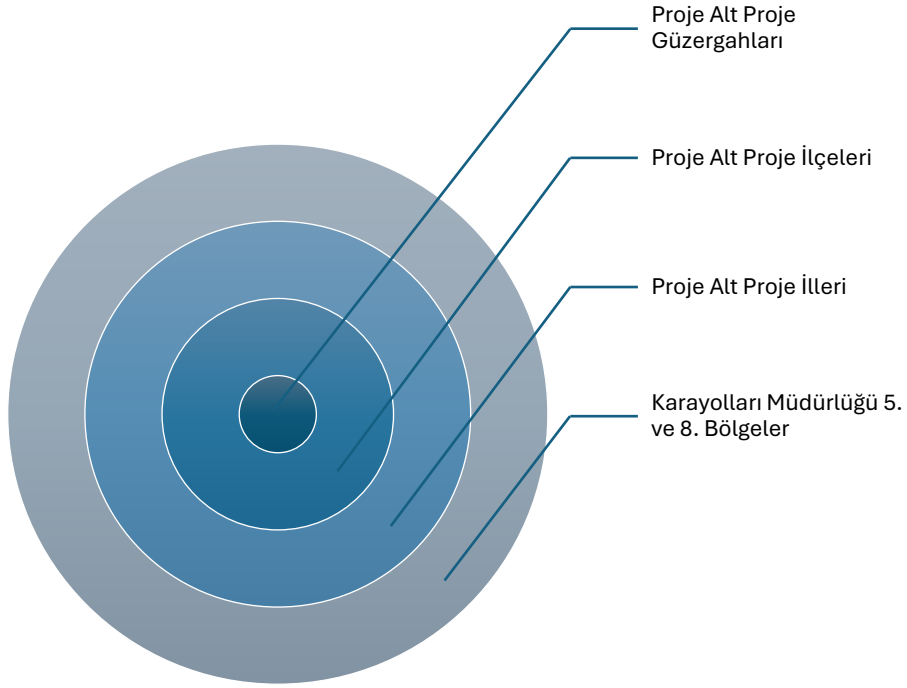 Proje Alt Proje
Güzergahları
Proje Alt Proje İlçeleri
Proje Alt Proje İlleri
Karayolları Müdürlüğü 5.
ve 8. Bölgeler